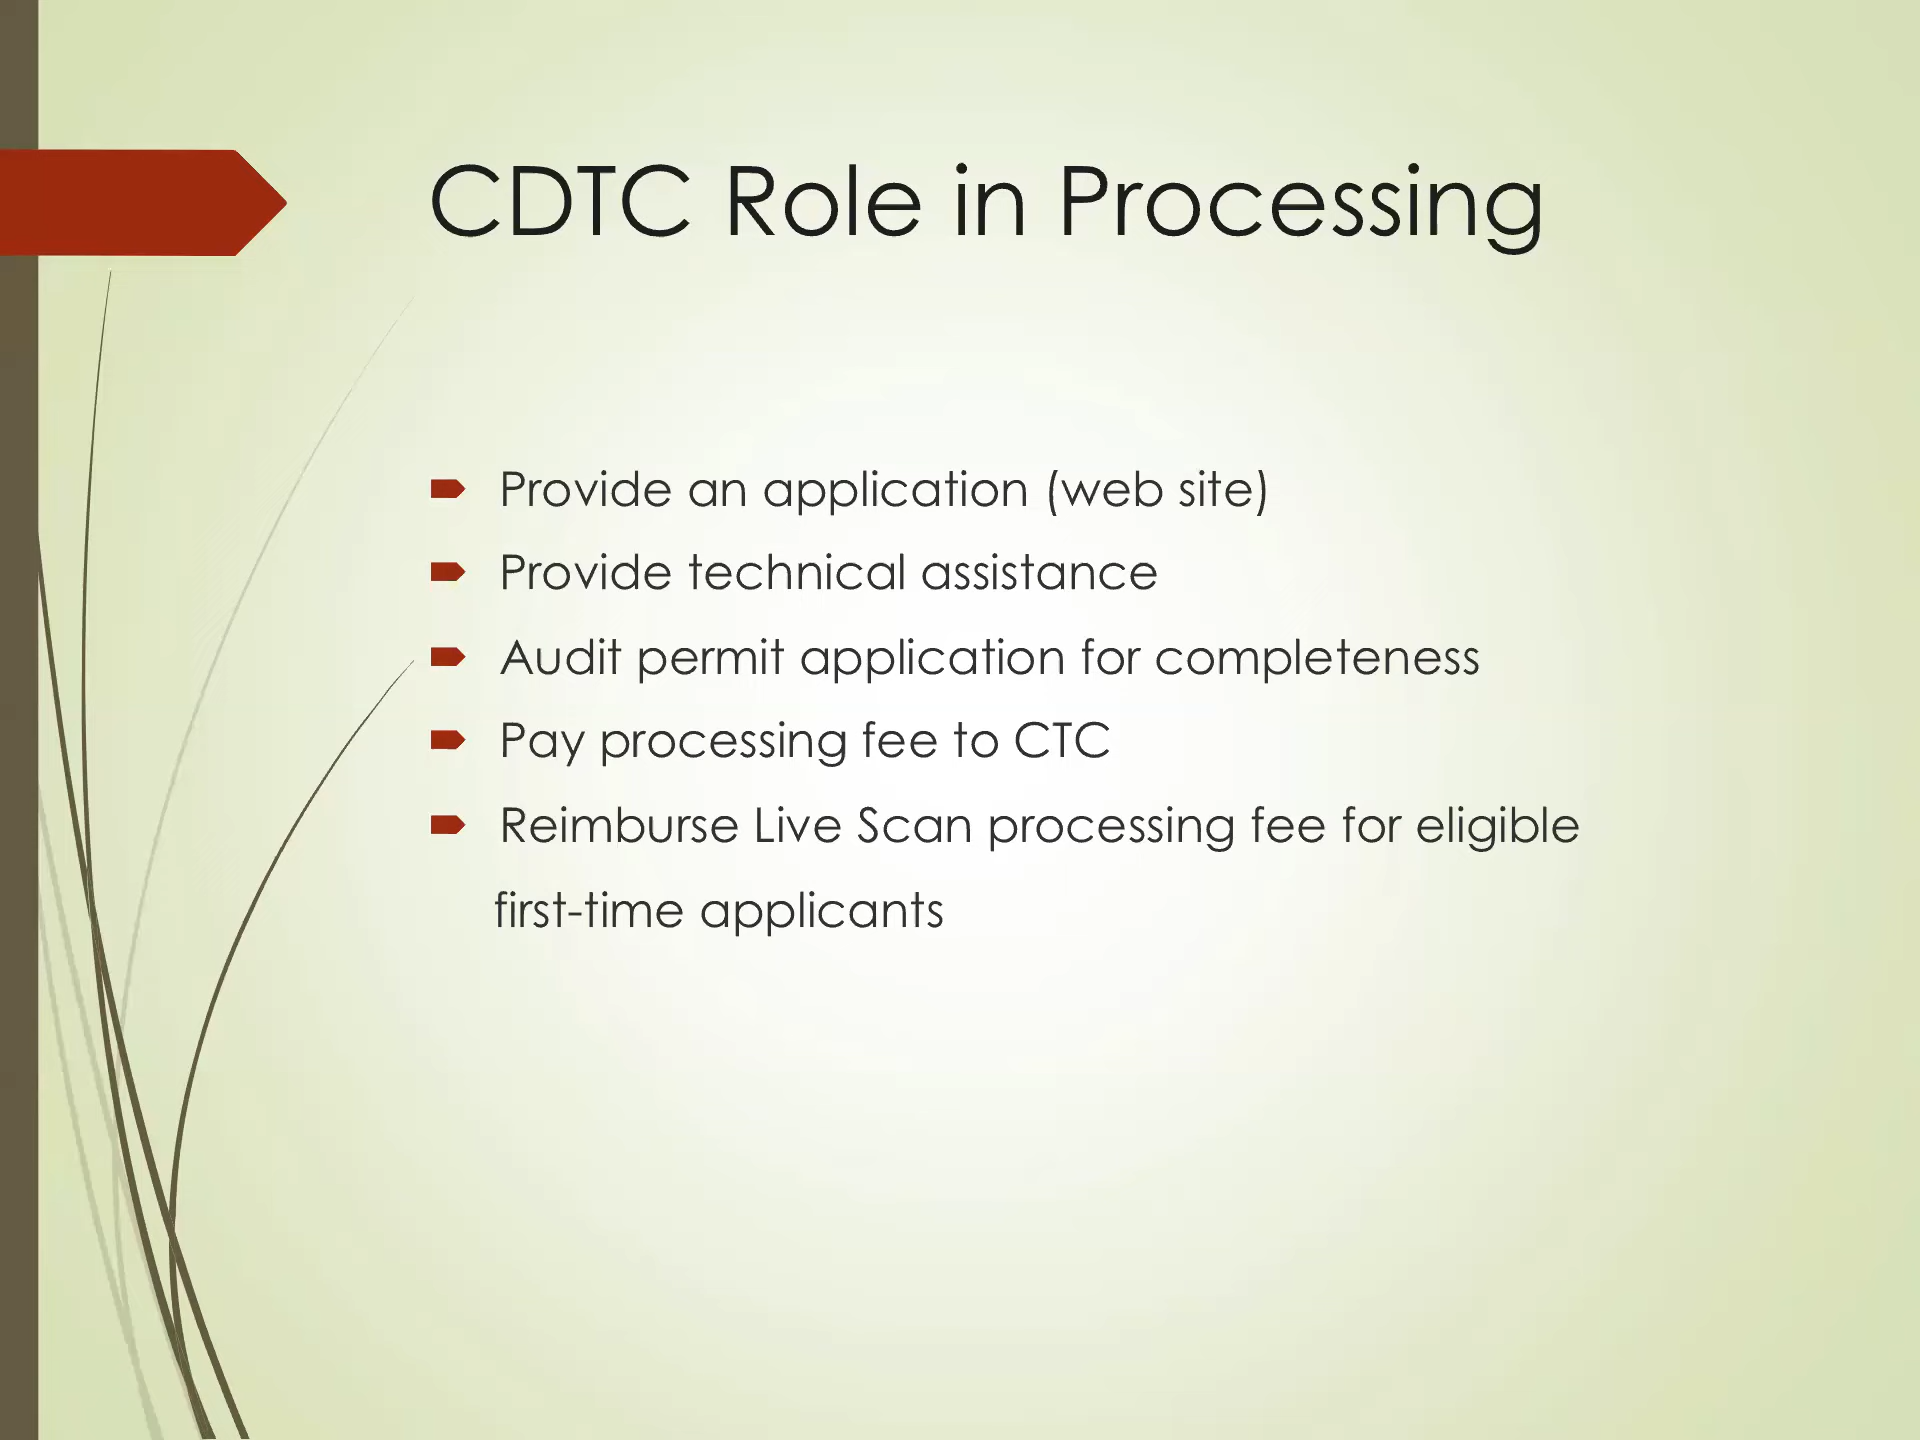 CDTC Role in Processing
Provide an application (web site)
Provide technical assistance
Audit permit application for completeness
Pay processing fee to CTC
Reimburse Live Scan processing fee for eligible
first-time applicants